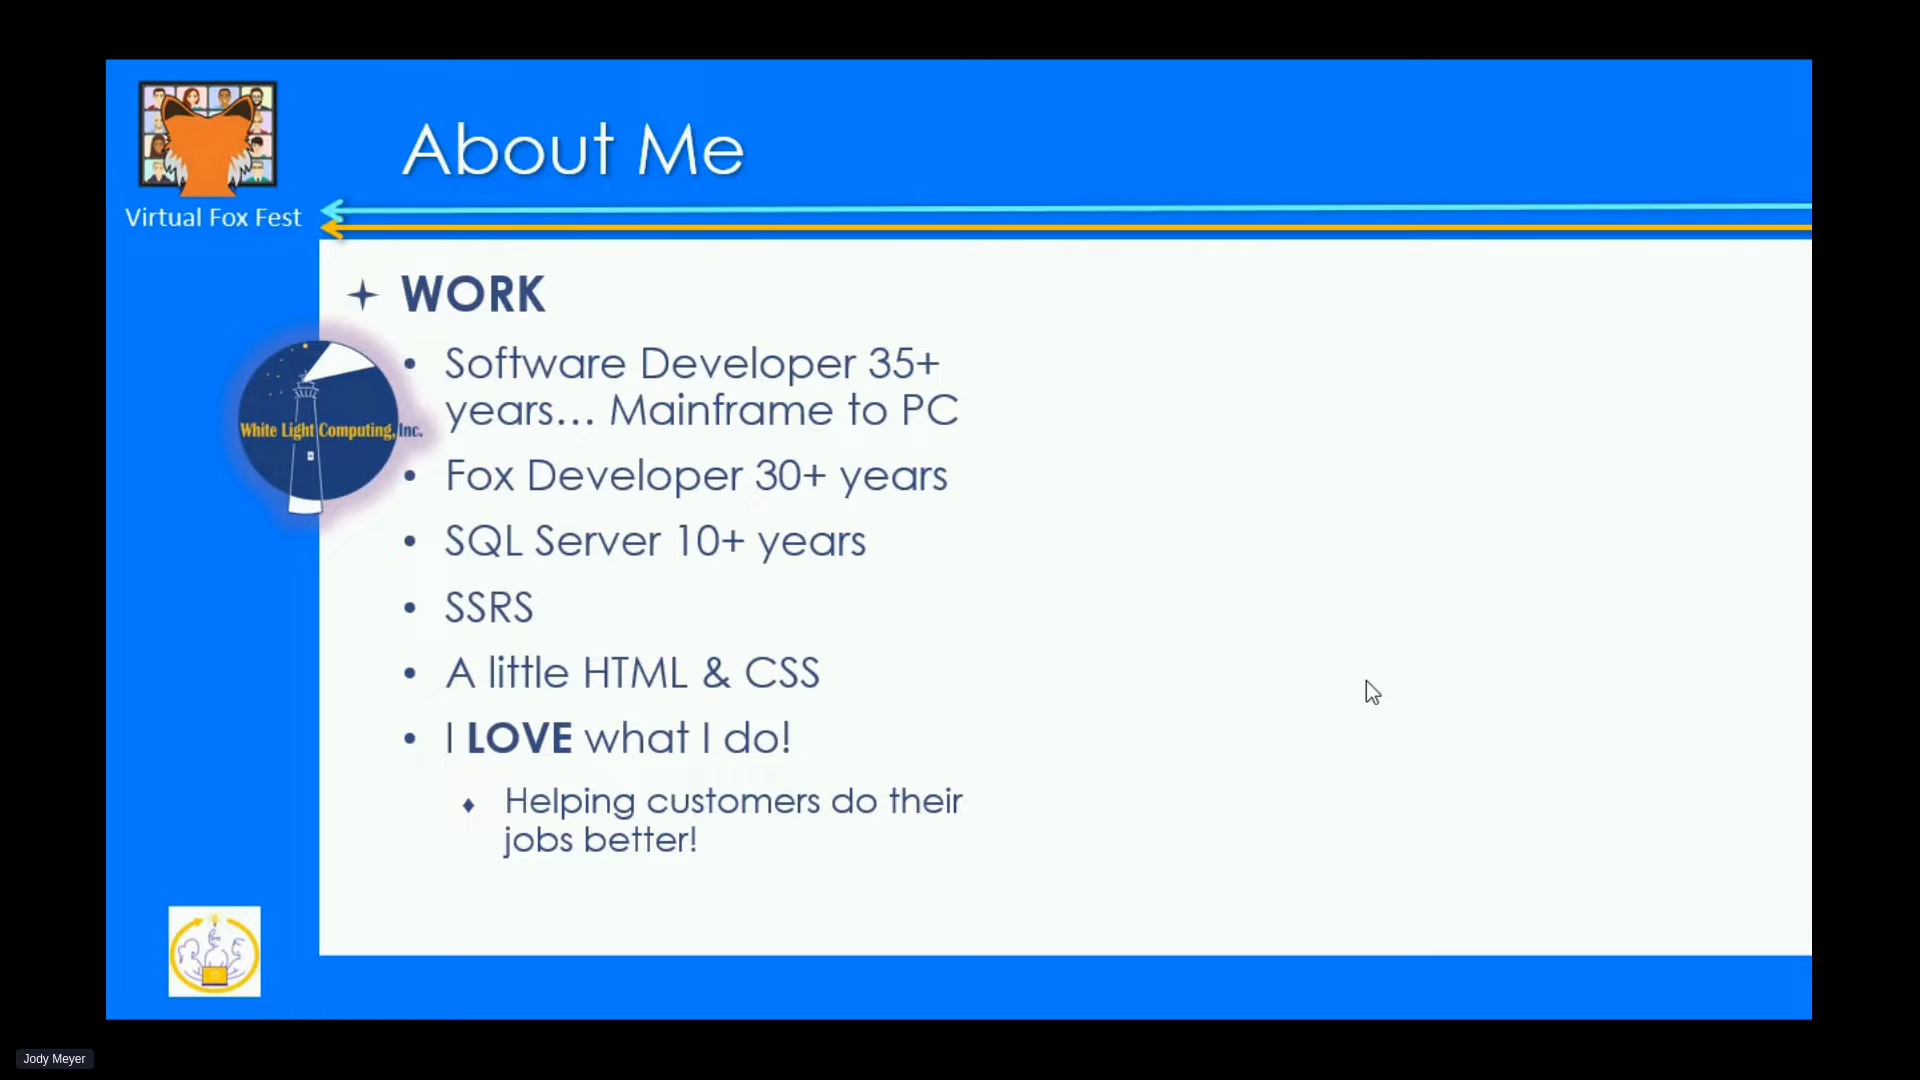 About Me
Virtual Fox Fest
WORK
White Light Computing, Inc.
• Software Developer 35+
years... Mainframe to PC
• Fox Developer 30+ years
• SQL Server 10+ years
• SSRS
• A little HTML & CSS
• I LOVE what I do!
♦ Helping customers do their
jobs better!
Jody Meyer